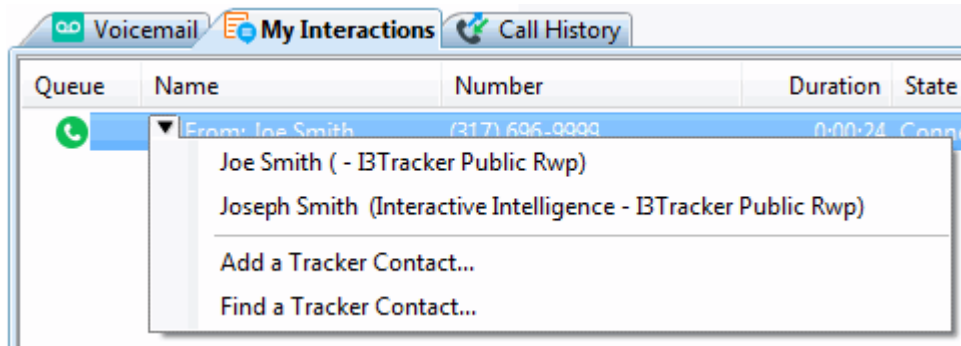 Voicemail My Interactions Call History
Queue Name Number Duration State
From: Joe Smith (317) 696-9999 0:00:24
Joe Smith ( - I3Tracker Public Rwp)
Joseph Smith (Interactive Intelligence - I3Tracker Public Rwp)
Add a Tracker Contact...
Find a Tracker Contact...